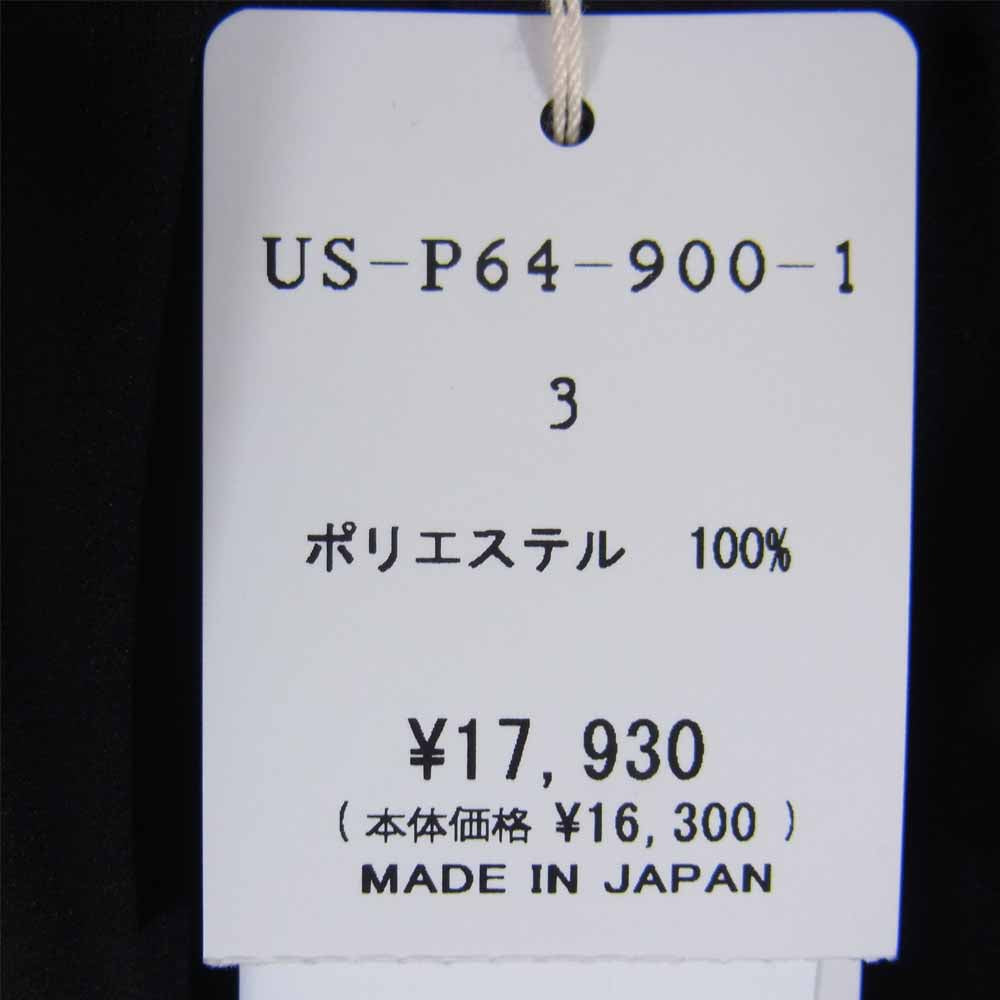 US-P64-900-1
3
ポリエステル 100%
¥17,930
(本体価格 ¥16,300)
MADE IN JAPAN